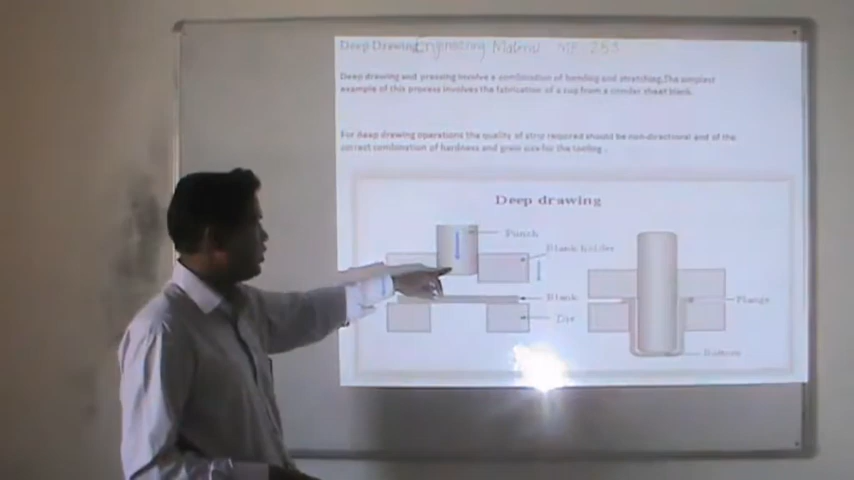 Deep Drawing Engineering Material ME 253
Deep drawing and pressing involve a combination of bending and stretching.The simplest
example of this process involves the fabrication of a cup from a circular sheet blank.
For deep drawing operations the quality of strip required should be non-directional and of the
correct combination of hardness and grain size for the tooling .
Deep drawing
Punch
Blank holder
Blank
Die
Flange
Bottom